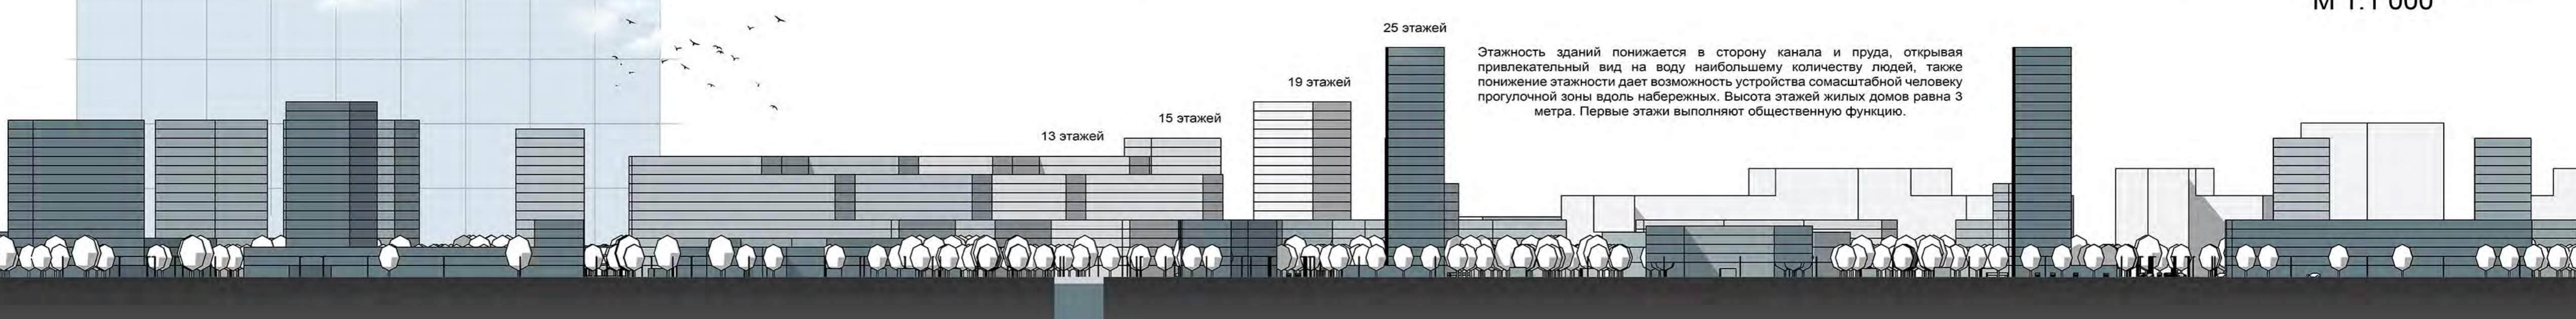 М 1:1 000
25 этажей
Этажность зданий понижается в сторону канала и пруда, открывая
привлекательный вид на воду наибольшему количеству людей, также
понижение этажности дает возможность устройства сомасштабной человеку
прогулочной зоны вдоль набережных. Высота этажей жилых домов равна 3
метра. Первые этажи выполняют общественную функцию.
19 этажей
15 этажей
13 этажей